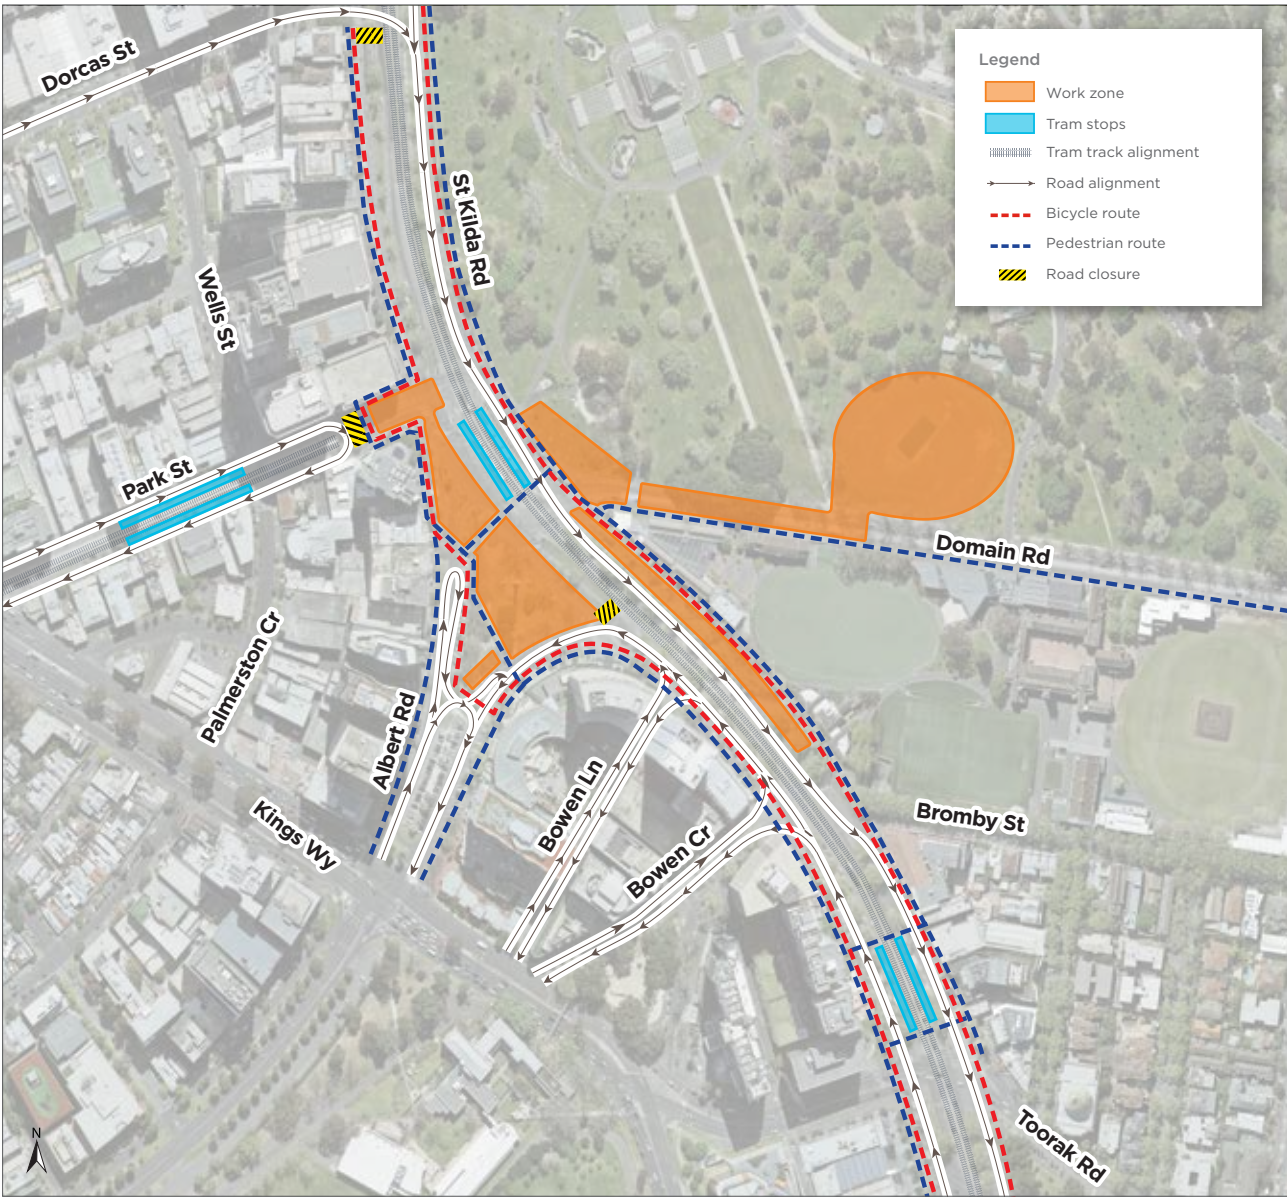 Legend
Work zone
Tram stops
Tram track alignment
Road alignment
Bicycle route
Pedestrian route
Road closure
Dorcas St
St Kilda Rd
Wells St
Park St
Domain Rd
Palmerston Cr
Albert Rd
Kings Wy
Bowen Ln
Bowen Cr
Bromby St
Toorak Rd
N